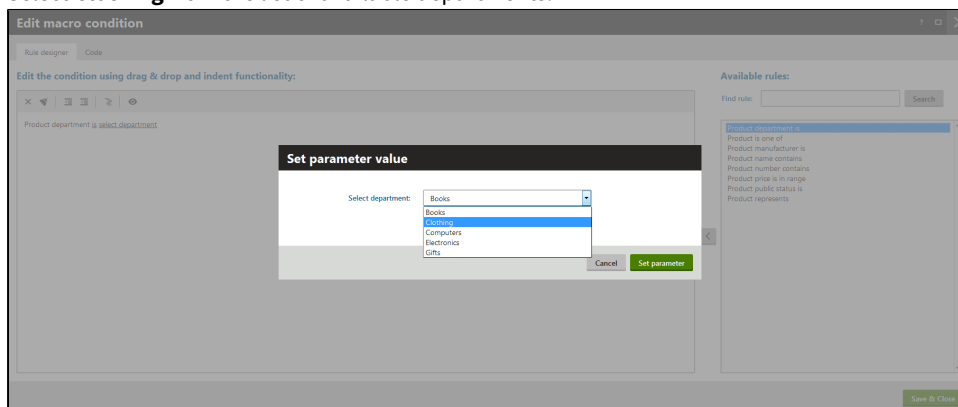 Edit macro condition
?
Rule designer Code
Edit the condition using drag & drop and indent functionality:
Available rules:
Find rule: Search
Product department is select department
Product department is
Product is one of
Product manufacturer is
Product name contains
Product number contains
Product price is in range
Product public status is
Product represents
Set parameter value
Select department: Books
Books
Clothing
Computers
Electronics
Gifts
Cancel Set parameter
Save & Close